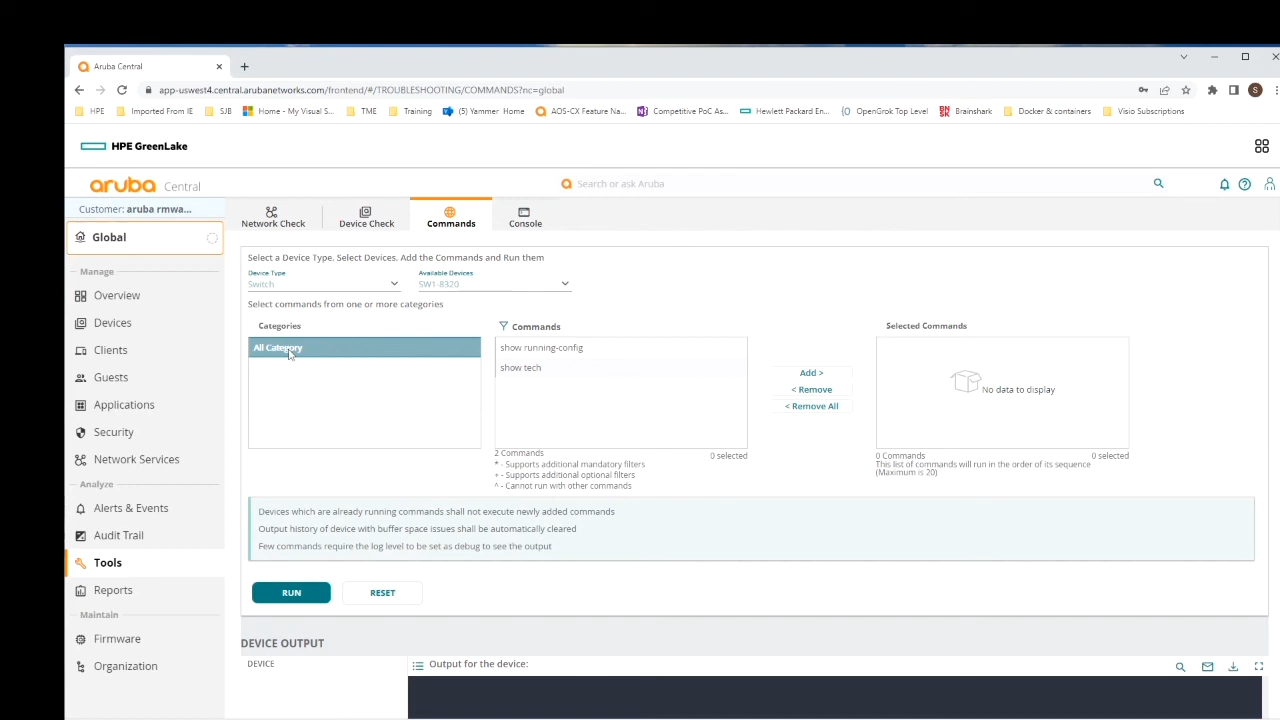 Aruba Central
app-uswest4.central.arubanetworks.com/frontend/#/TROUBLESHOOTING/COMMANDS?nc=global
S
HPE
Imported From IE
SJB
Home - My Visual S...
TME
Training
(5) Yammer : Home
AOS-CX Feature Na...
Competitive PoC As...
Hewlett Packard En...
OpenGrok Top Level
Brainshark
Docker & containers
Visio Subscriptions
HPE GreenLake
aruba Central
Search or ask Aruba
Customer: aruba rmwa...
Global
Manage
Overview
Devices
Clients
Guests
Applications
Security
Network Services
Analyze
Alerts & Events
Audit Trail
Tools
Reports
Maintain
Firmware
Organization
Network Check
Device Check
Commands
Console
Select a Device Type, Select Devices, Add the Commands and Run them
Device Type
Switch
Available Devices
SW1-8320
Select commands from one or more categories
Categories
All Category
Commands
show running-config
show tech
2 Commands
0 selected
* - Supports additional mandatory filters
+ - Supports additional optional filters
^ - Cannot run with other commands
Add >
< Remove
< Remove All
Selected Commands
No data to display
0 Commands
0 selected
This list of commands will run in the order of its sequence
(Maximum is 20)
Devices which are already running commands shall not execute newly added commands
Output history of device with buffer space issues shall be automatically cleared
Few commands require the log level to be set as debug to see the output
RUN
RESET
DEVICE OUTPUT
DEVICE
Output for the device: